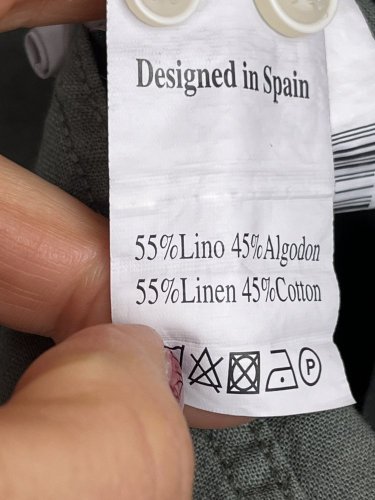 Designed in Spain
55%Lino 45%Algodon
55%Linen 45%Cotton
P